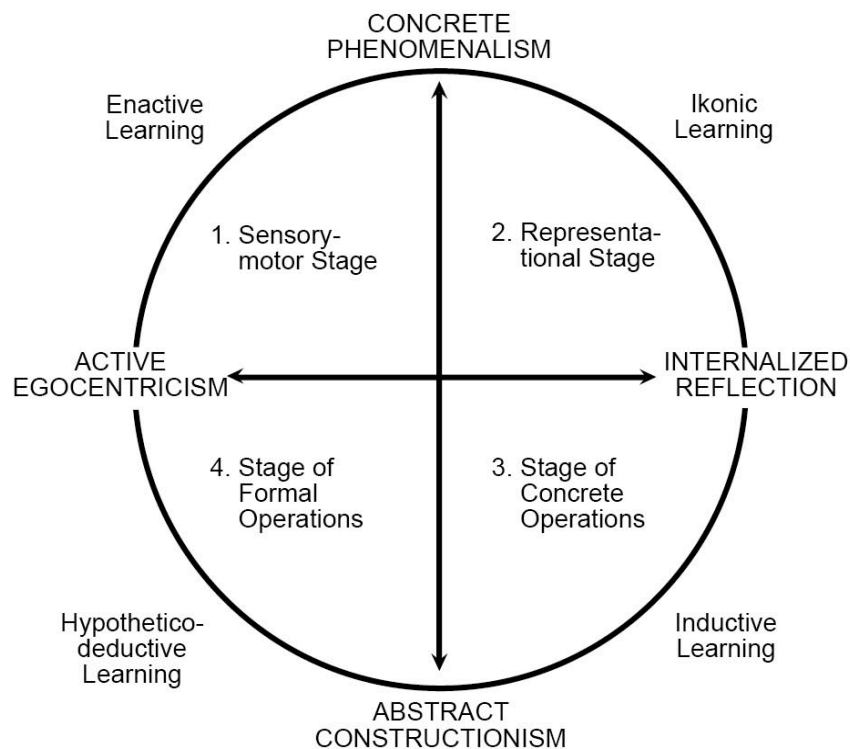 CONCRETE
PHENOMENALISM
Enactive
Learning
Ikonic
Learning
1. Sensory-
motor Stage
2. Representa-
tional Stage
ACTIVE
EGOCENTRICISM
INTERNALIZED
REFLECTION
4. Stage of
Formal
Operations
3. Stage of
Concrete
Operations
Hypothetico-
deductive
Learning
Inductive
Learning
ABSTRACT
CONSTRUCTIONISM